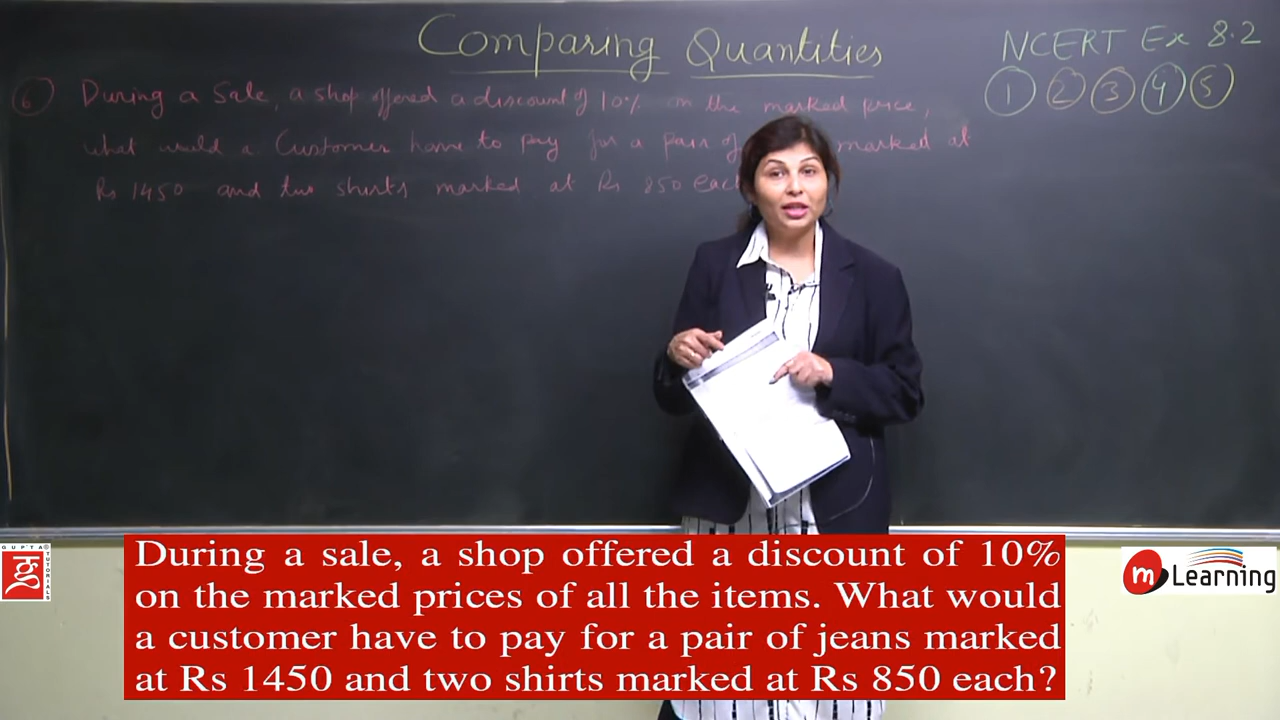 Comparing Quantities
NCERT Ex 8.2
1 2 3 4 5
6 During a Sale, a shop offered a discount of 10% on the marked price,
what would a Customer have to pay for a pair of marked at
Rs 1450 and two shirts marked at Rs 850 each
During a sale, a shop offered a discount of 10%
on the marked prices of all the items. What would
a customer have to pay for a pair of jeans marked
at Rs 1450 and two shirts marked at Rs 850 each?
GUPTA
TUTORIALS
m Learning